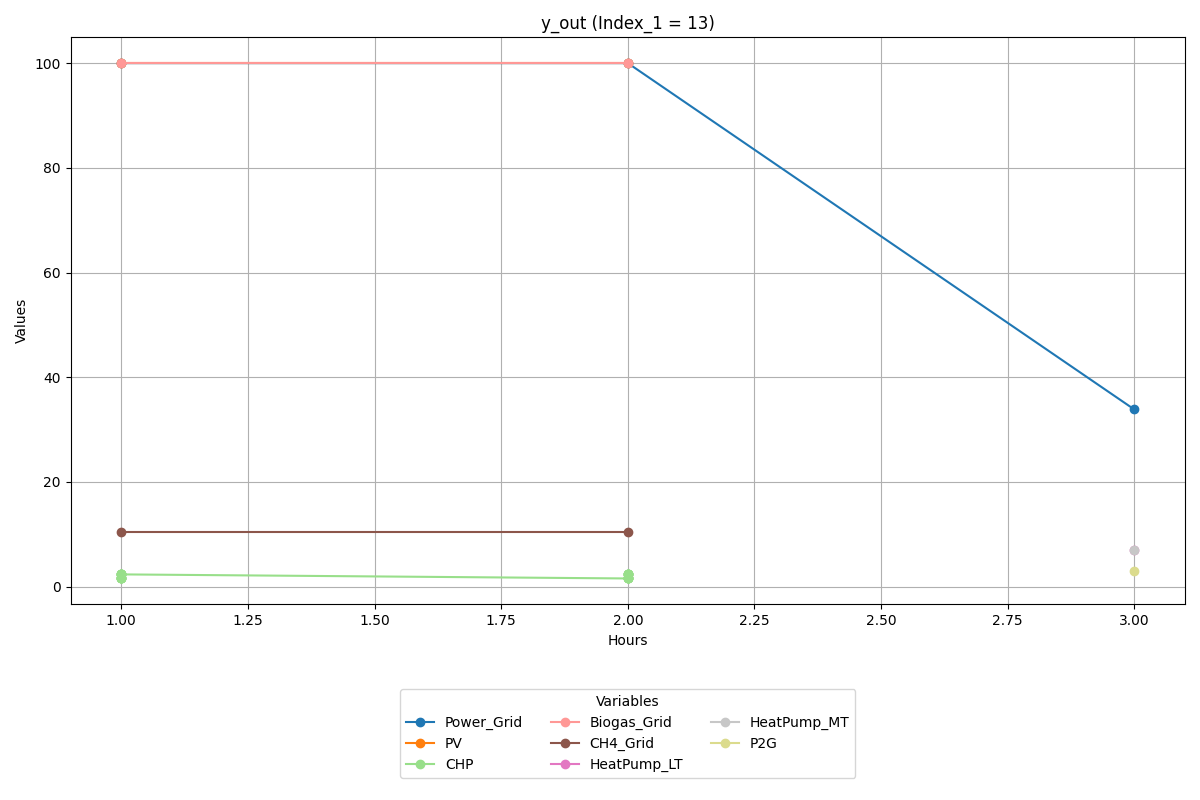 y_out (Index_1 = 13)
Values
100
80
60
40
20
0
1.00 1.25 1.50 1.75 2.00 2.25 2.50 2.75 3.00
Hours
Variables
Power_Grid Biogas_Grid HeatPump_MT
PV CH4_Grid P2G
CHP HeatPump_LT